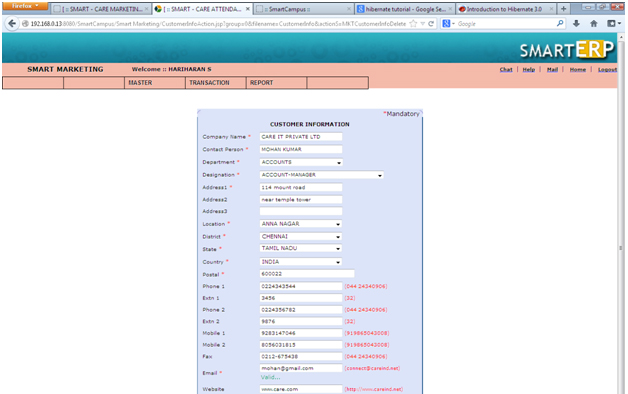 firefox
[ :: SMART - CARE MARKETIN... [ :: SMART - CARE ATTENDA... :: SmartCampus :: hibernate tutorial - Google Se... Introduction to Hibernate 3.0
192.168.0.13:8080/SmartCampus/Smart Marketing/CustomerInfoAction.jsp? Google
SMARTERP
SMART MARKETING Welcome :: HARIHARAN S Chat | Help | Mail | Home | Logout
MASTER TRANSACTION REPORT
*Mandatory
CUSTOMER INFORMATION
Company Name * CARE IT PRIVATE LTD
Contact Person * MOHAN KUMAR
Department * ACCOUNTS
Designation * ACCOUNT-MANAGER
Address1 * 114 mount road
Address2 near temple tower
Address3
Location * ANNA NAGAR
District * CHENNAI
State * TAMIL NADU
Country * INDIA
Postal * 600022
Phone 1 0224343544 [044 24340906]
Extn 1 3456 [32]
Phone 2 0224356782 [044 24340906]
Extn 2 9876 [32]
Mobile 1 9283147046 [919865043008]
Mobile 2 8056031815 [919865043008]
Fax 0212-675438 [044 24340906]
Email * mohan@gmail.com [connect@careind.net]
Valid...
Website www.care.com [http://www.careind.net]